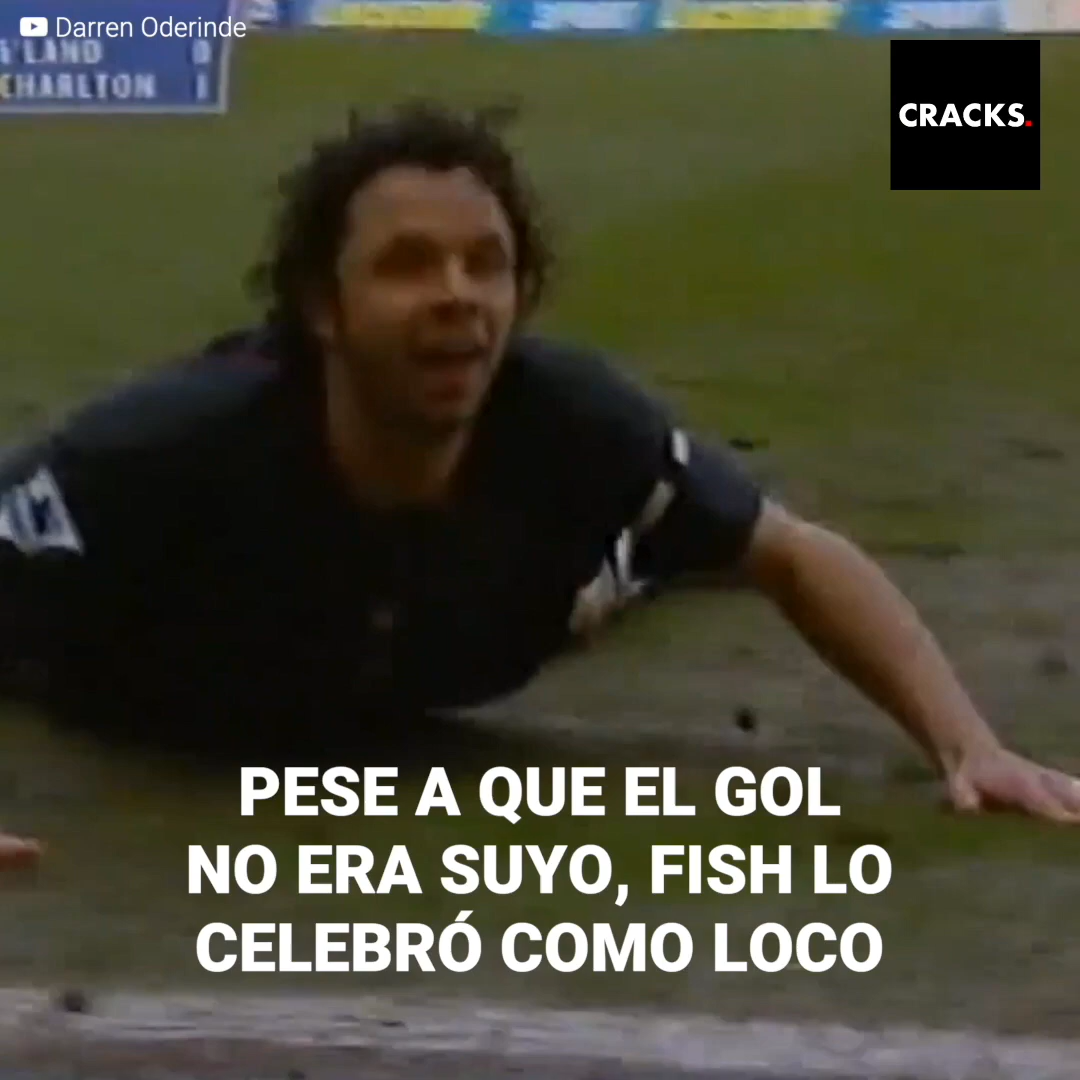 Darren Oderinde
LAND 0
CHARLTON 1
CRACKS.
PESE A QUE EL GOL
NO ERA SUYO, FISH LO
CELEBRÓ COMO LOCO